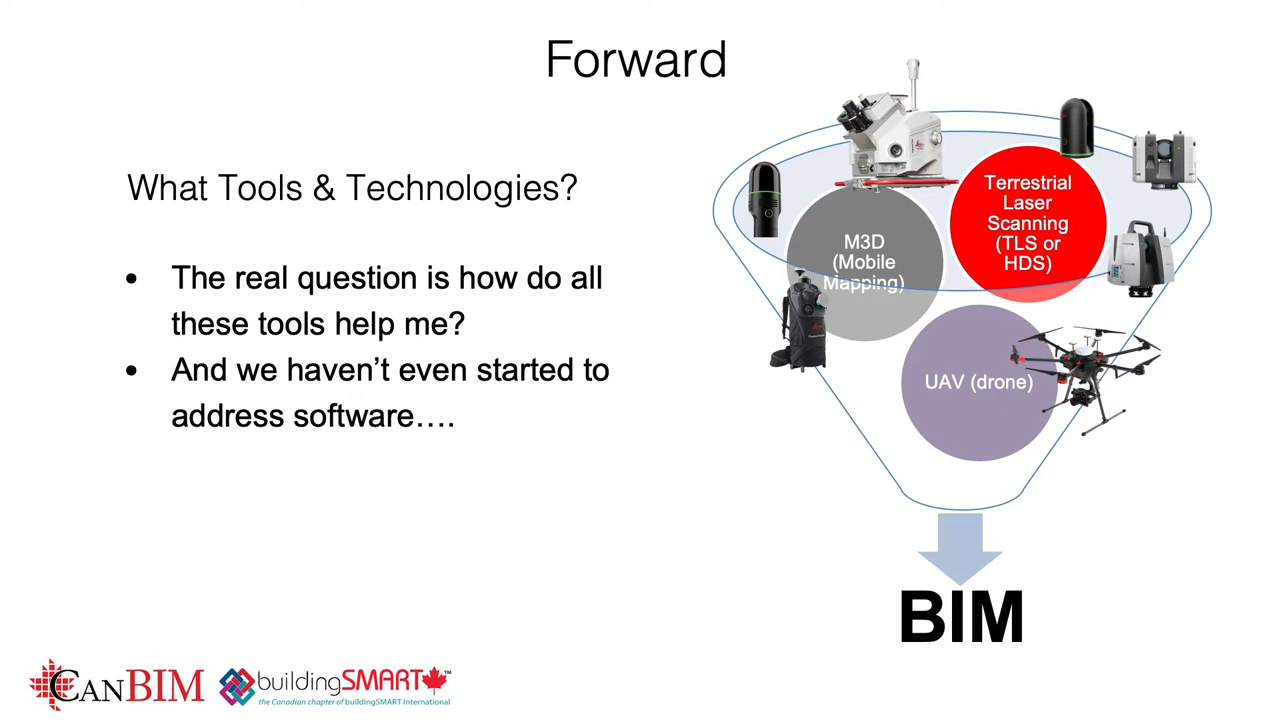 Forward
What Tools & Technologies?
• The real question is how do all
these tools help me?
• And we haven’t even started to
address software….
M3D
(Mobile
Mapping)
Terrestrial
Laser
Scanning
(TLS or
HDS)
UAV (drone)
BIM
CANBIM
buildingSMART™
the Canadian chapter of buildingSMART International